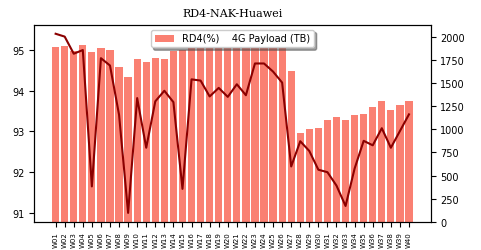 RD4-NAK-Huawei
RD4(%) 4G Payload (TB)
95
94
93
92
91
2000
1750
1500
1250
1000
750
500
250
0
W01
W02
W03
W04
W05
W06
W07
W08
W09
W10
W11
W12
W13
W14
W15
W16
W17
W18
W19
W20
W21
W22
W23
W24
W25
W26
W27
W28
W29
W30
W31
W32
W33
W34
W35
W36
W37
W38
W39
W40